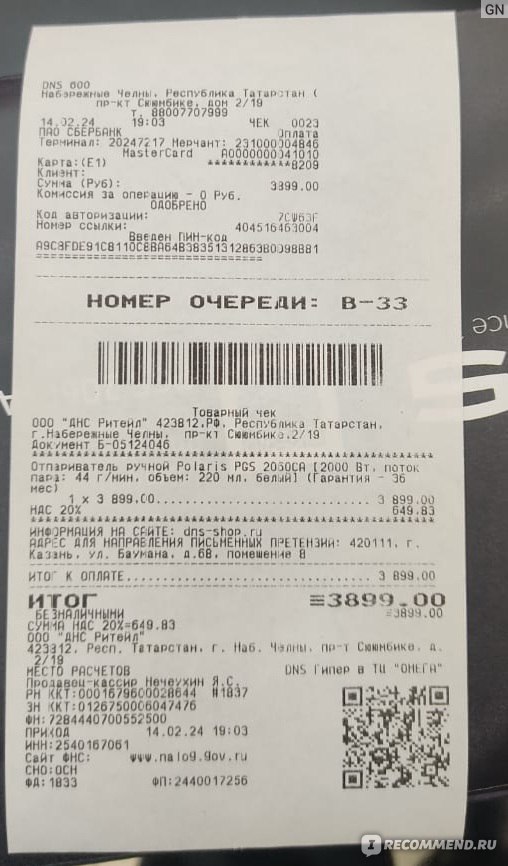 GN
DNS 600
Набережные Челны, Республика Татарстан (
пр-кт Сююмбике, дом 2/19
т. 88007707999
14.02.24 19:03 ЧЕК 0023
ПАО СБЕРБАНК Оплата
Терминал: 20247217 Мерчант: 231000004846
MasterCard A0000000041010
Карта:(E1) ************8209
Клиент:
Сумма (Руб): 3899.00
Комиссия за операцию - 0 Руб.
ОДОБРЕНО
Код авторизации: 7CW63F
Номер ссылки: 404516463004
Введен ПИН-код
================================
НОМЕР ОЧЕРЕДИ: В-33
Товарный чек
ООО "ДНС Ритейл" 423812.РФ. Республика Татарстан,
г.Набережные Челны, пр-кт Сююмбике.2/19
Документ Б-05124046
Отпариватель ручной Polaris PGS 2050CA [2000 Вт, поток
пара: 44 г/мин, объем: 220 мл, белый] (Гарантия - 36
мес)
1 x 3 899.00 3 899.00
НДС 20% 649.83
ИНФОРМАЦИЯ НА САЙТЕ: dns-shop.ru
АДРЕС ДЛЯ НАПРАВЛЕНИЯ ПИСЬМЕННЫХ ПРЕТЕНЗИИ: 420111, г.
Казань, ул. Баумана, д.68, помещение 8
ИТОГ К ОПЛАТЕ 3 899.00
ИТОГ ≡3899.00
БЕЗНАЛИЧНЫМИ =3899.00
СУММА НДС 20%=649.83
ООО "ДНС Ритейл"
423812, Респ. Татарстан, г. Наб. Челны, пр-т Сююмбике, д.
2/19
МЕСТО РАСЧЕТОВ DNS Гипер в ТЦ "ОМЕГА"
Продавец-кассир Нечеухин Я.С.
РН ККТ:0001679600028644 #1837
ЗН ККТ:0126750006047476
ФН:7284440700552500
ПРИХОД 14.02.24 19:03
ИНН:2540167061
Сайт ФНС: www.nalog.gov.ru
СНО:ОСН
ФД:1833 ФП:2440017256
IRECOMMEND.RU